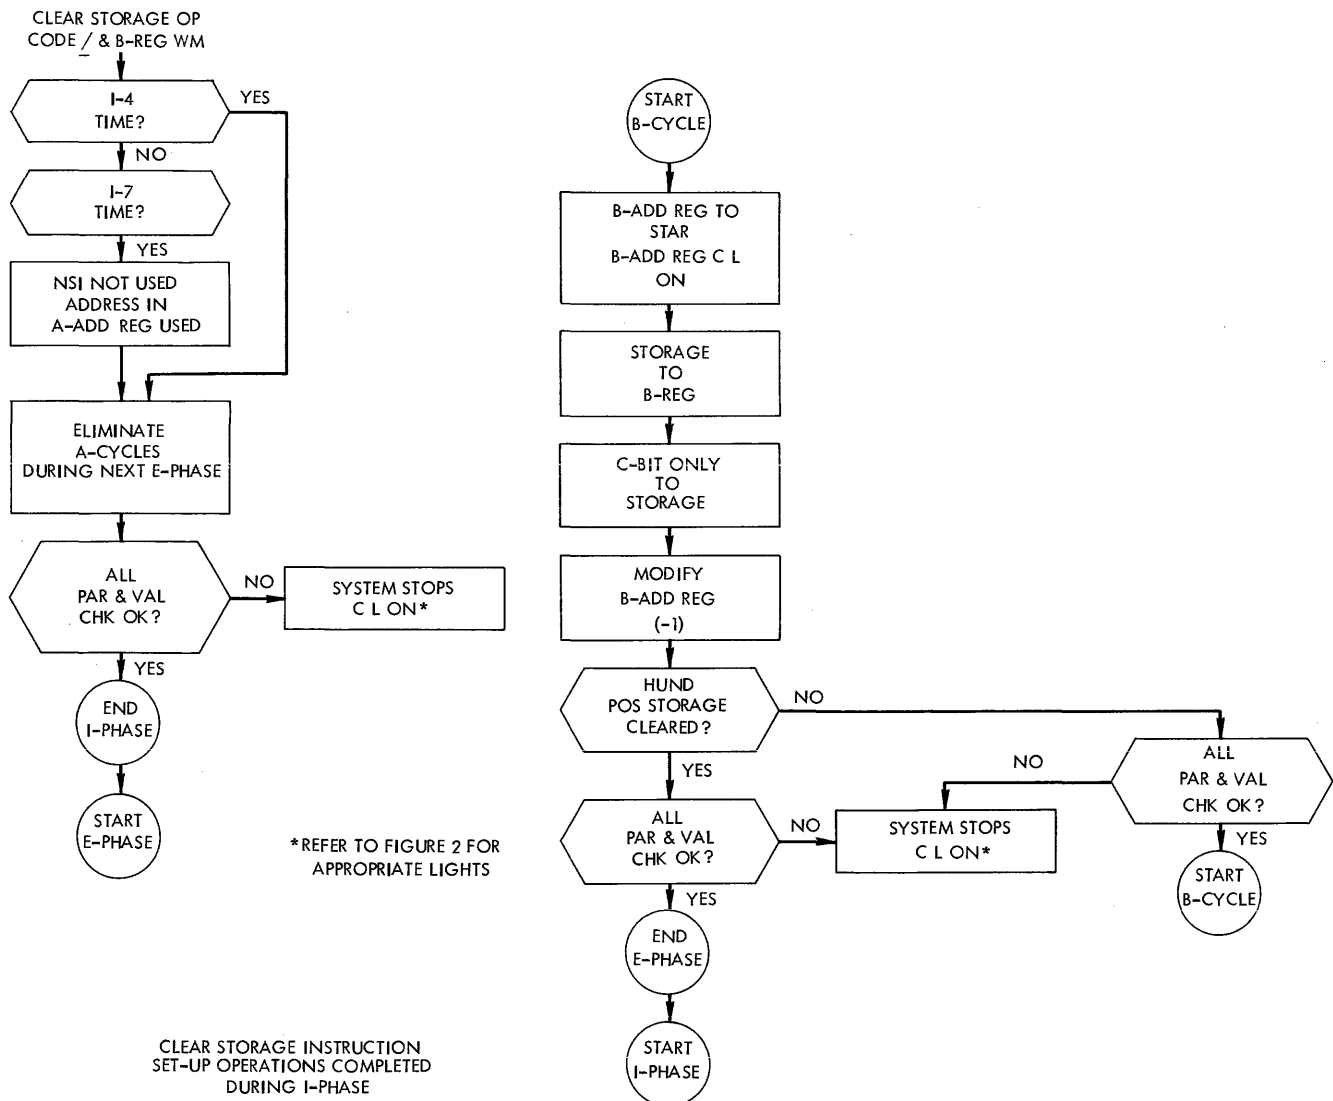 CLEAR STORAGE OP
CODE / & B-REG WM
I-4
TIME?
YES
NO
I-7
TIME?
YES
NSI NOT USED
ADDRESS IN
A-ADD REG USED
ELIMINATE
A-CYCLES
DURING NEXT E-PHASE
ALL
PAR & VAL
CHK OK?
NO
SYSTEM STOPS
C L ON*
YES
END
I-PHASE
START
E-PHASE
*REFER TO FIGURE 2 FOR
APPROPRIATE LIGHTS
CLEAR STORAGE INSTRUCTION
SET-UP OPERATIONS COMPLETED
DURING I-PHASE
START
B-CYCLE
B-ADD REG TO
STAR
B-ADD REG C L
ON
STORAGE
TO
B-REG
C-BIT ONLY
TO
STORAGE
MODIFY
B-ADD REG
(-1)
HUND
POS STORAGE
CLEARED?
NO
YES
ALL
PAR & VAL
CHK OK?
NO
SYSTEM STOPS
C L ON*
NO
ALL
PAR & VAL
CHK OK?
YES
START
B-CYCLE
YES
END
E-PHASE
START
I-PHASE